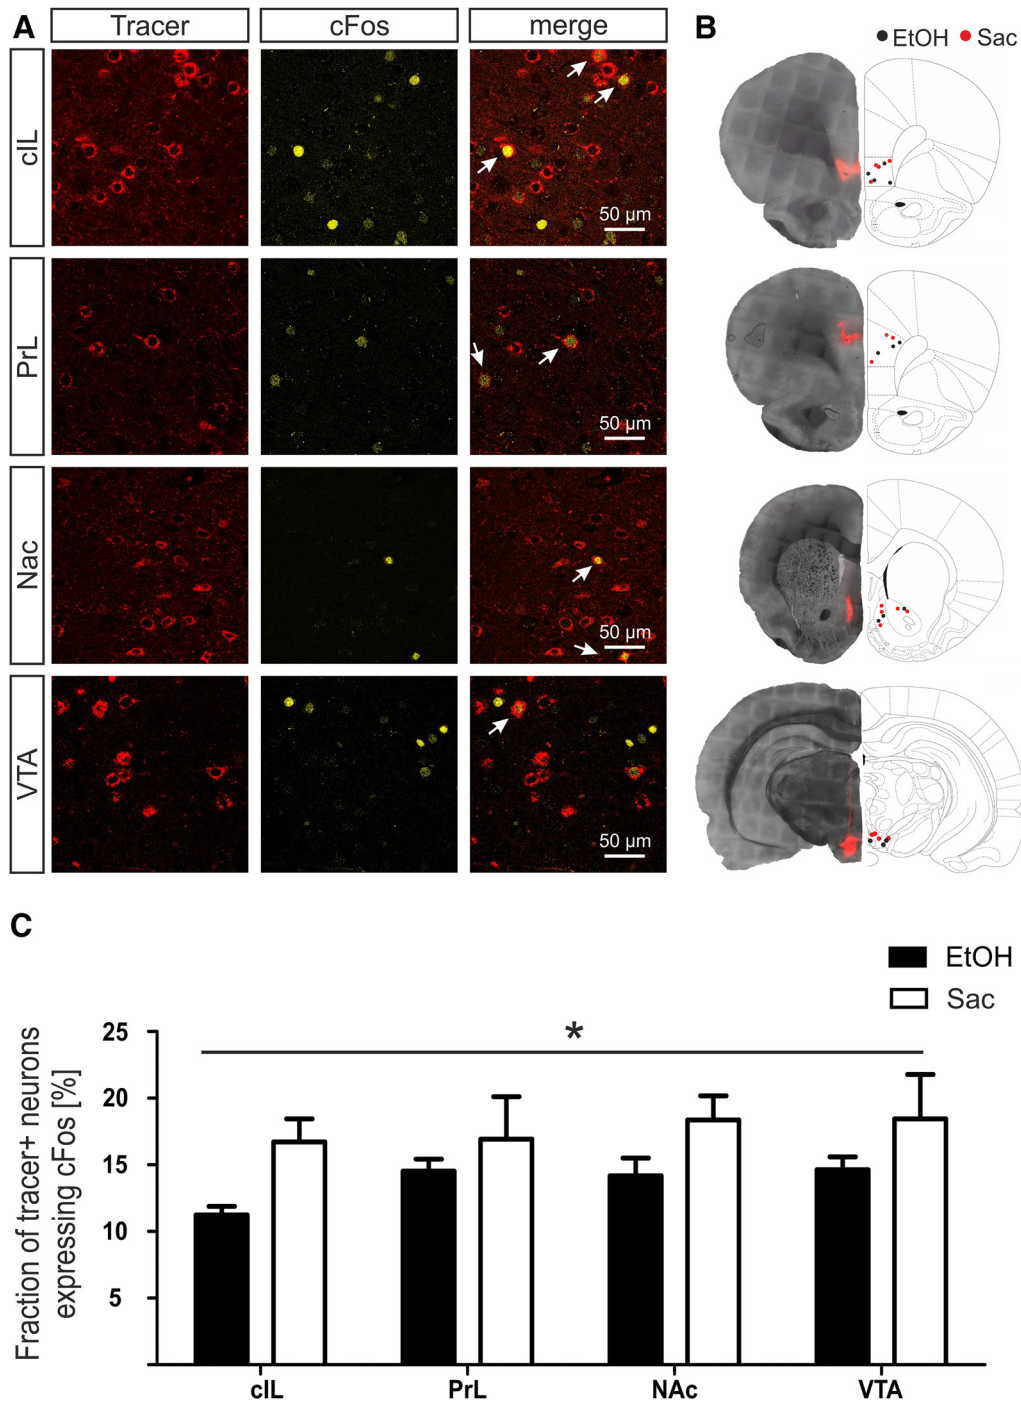 A
Tracer
cFos
merge
B
EtOH
Sac
cIL
50 µm
PrL
50 µm
Nac
50 µm
VTA
50 µm
C
EtOH
Sac
Fraction of tracer+ neurons
expressing cFos [%]
25
20
15
10
5
*
cIL
PrL
NAc
VTA